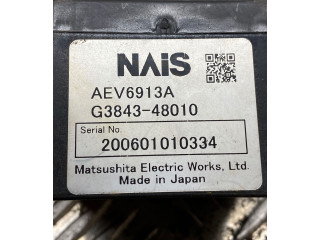 NAiS
AEV6913A
G3843-48010
Serial No.
200601010334
Matsushita Electric Works, Ltd.
Made in Japan